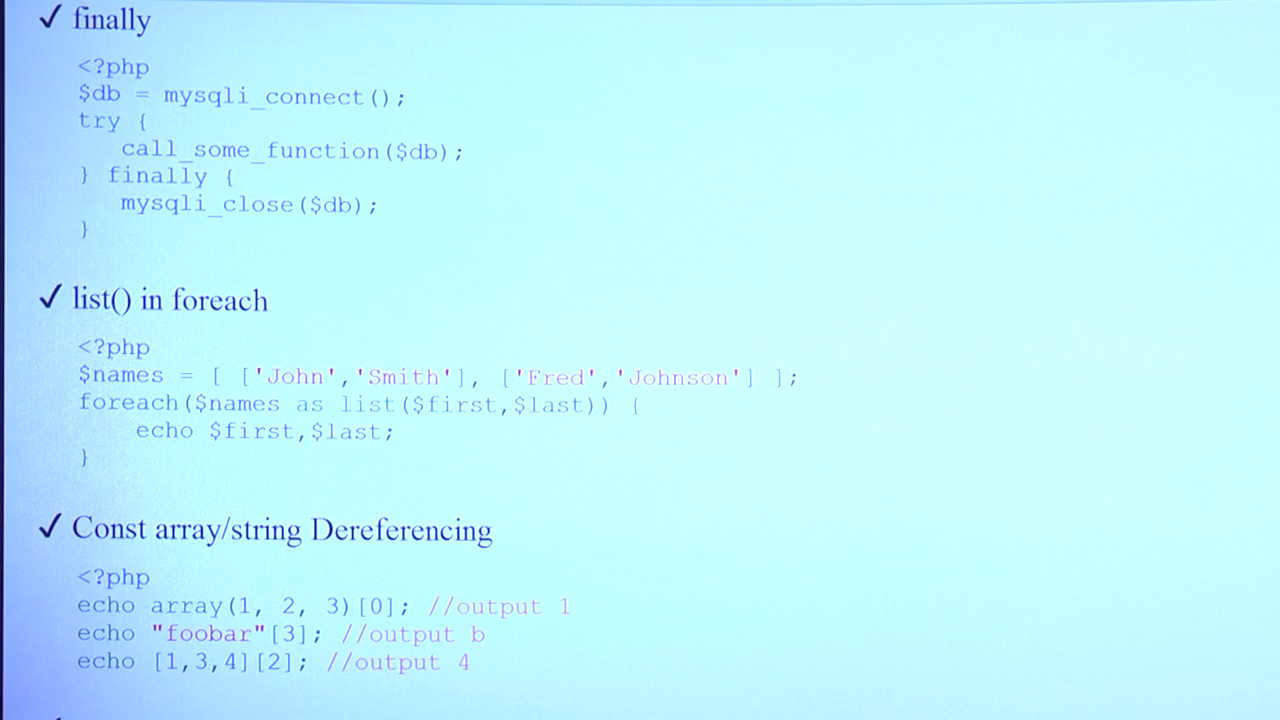 ✓ finally
<?php
$db = mysqli_connect();
try {
   call_some_function($db);
} finally {
   mysqli_close($db);
}
✓ list() in foreach
<?php
$names = [ ['John','Smith'], ['Fred','Johnson'] ];
foreach($names as list($first,$last)) {
    echo $first,$last;
}
✓ Const array/string Dereferencing
<?php
echo array(1, 2, 3)[0]; //output 1
echo "foobar"[3]; //output b
echo [1,3,4][2]; //output 4